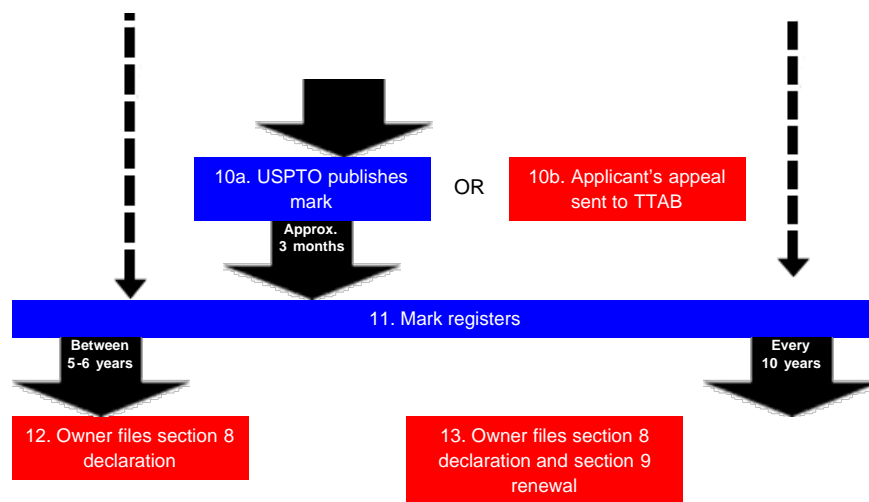 10a. USPTO publishes
mark
OR
10b. Applicant's appeal
sent to TTAB
Approx.
3 months
11. Mark registers
Between
5-6 years
Every
10 years
12. Owner files section 8
declaration
13. Owner files section 8
declaration and section 9
renewal